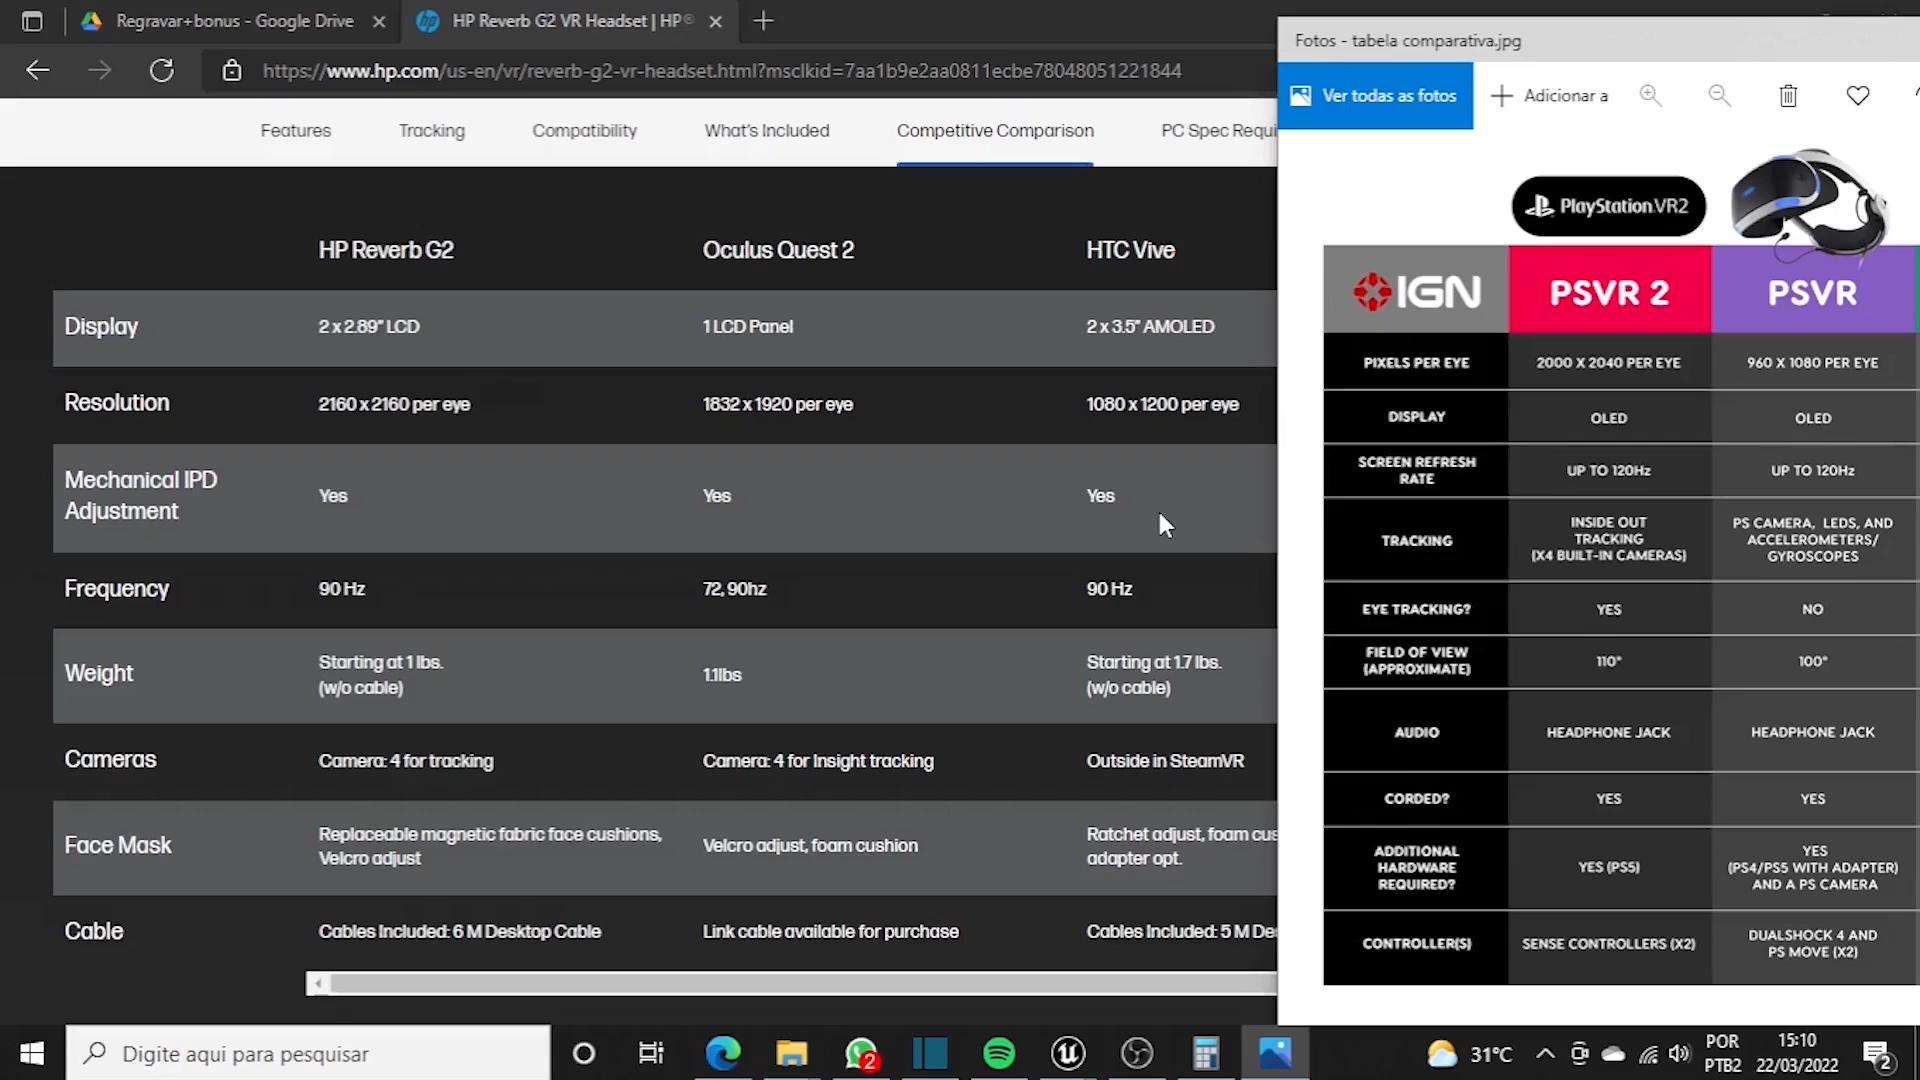 Regravar+bonus - Google Drive
HP Reverb G2 VR Headset | HP®
https://www.hp.com/us-en/vr/reverb-g2-vr-headset.html?msclkid=7aa1b9e2aa0811ecbe78048051221844
Features
Tracking
Compatibility
What's Included
Competitive Comparison
PC Spec Requi
HP Reverb G2
Oculus Quest 2
HTC Vive
Display
2 x 2.89" LCD
1 LCD Panel
2 x 3.5" AMOLED
Resolution
2160 x 2160 per eye
1832 x 1920 per eye
1080 x 1200 per eye
Mechanical IPD
Adjustment
Yes
Yes
Yes
Frequency
90 Hz
72, 90hz
90 Hz
Weight
Starting at 1 lbs.
(w/o cable)
1.1lbs
Starting at 1.7 lbs.
(w/o cable)
Cameras
Camera: 4 for tracking
Camera: 4 for Insight tracking
Outside in SteamVR
Face Mask
Replaceable magnetic fabric face cushions,
Velcro adjust
Velcro adjust, foam cushion
Ratchet adjust, foam cus
adapter opt.
Cable
Cables Included: 6 M Desktop Cable
Link cable available for purchase
Cables Included: 5 M De
Fotos - tabela comparativa.jpg
Ver todas as fotos
Adicionar a
PlayStation.VR2
IGN
PSVR 2
PSVR
PIXELS PER EYE
2000 X 2040 PER EYE
960 X 1080 PER EYE
DISPLAY
OLED
OLED
SCREEN REFRESH
RATE
UP TO 120Hz
UP TO 120Hz
TRACKING
INSIDE OUT
TRACKING
(X4 BUILT-IN CAMERAS)
PS CAMERA, LEDS, AND
ACCELEROMETERS/
GYROSCOPES
EYE TRACKING?
YES
NO
FIELD OF VIEW
(APPROXIMATE)
110°
100°
AUDIO
HEADPHONE JACK
HEADPHONE JACK
CORDED?
YES
YES
ADDITIONAL
HARDWARE
REQUIRED?
YES (PS5)
YES
(PS4/PS5 WITH ADAPTER)
AND A PS CAMERA
CONTROLLER(S)
SENSE CONTROLLERS (X2)
DUALSHOCK 4 AND
PS MOVE (X2)
Digite aqui para pesquisar
2
31°C
POR
PTB2
15:10
22/03/2022
2